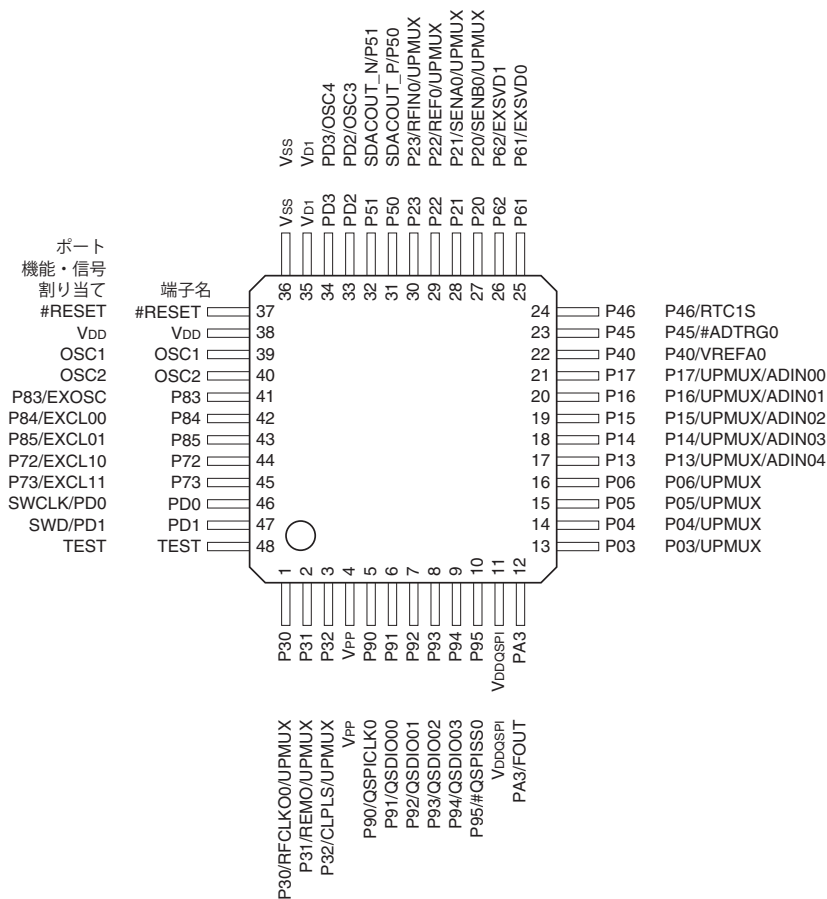 SDACOUT_N/P51
SDACOUT_P/P50
P23/RFIN0/UPMUX
P22/REF0/UPMUX
P21/SENA0/UPMUX
P20/SENB0/UPMUX
P62/EXSVD1
P61/EXSVD0
PD3/OSC4
PD2/OSC3
VSS
VD1
VSS
VD1
PD3
PD2
P51
P50
P23
P22
P21
P20
P62
P61
36
35
34
33
32
31
30
29
28
27
26
25
ポート
機能・信号
割り当て 端子名
#RESET #RESET 37
VDD VDD 38
OSC1 OSC1 39
OSC2 OSC2 40
P83/EXOSC P83 41
P84/EXCL00 P84 42
P85/EXCL01 P85 43
P72/EXCL10 P72 44
P73/EXCL11 P73 45
SWCLK/PD0 PD0 46
SWD/PD1 PD1 47
TEST TEST 48
24 P46 P46/RTC1S
23 P45 P45/#ADTRG0
22 P40 P40/VREFA0
21 P17 P17/UPMUX/ADIN00
20 P16 P16/UPMUX/ADIN01
19 P15 P15/UPMUX/ADIN02
18 P14 P14/UPMUX/ADIN03
17 P13 P13/UPMUX/ADIN04
16 P06 P06/UPMUX
15 P05 P05/UPMUX
14 P04 P04/UPMUX
13 P03 P03/UPMUX
1
2
3
4
5
6
7
8
9
10
11
12
P30
P31
P32
VPP
P90
P91
P92
P93
P94
P95
VDDQSPI
PA3
P30/RFCLKO0/UPMUX
P31/REMO/UPMUX
P32/CLPLS/UPMUX
VPP
P90/QSPICLK0
P91/QSDIO00
P92/QSDIO01
P93/QSDIO02
P94/QSDIO03
P95/#QSPISS0
VDDQSPI
PA3/FOUT